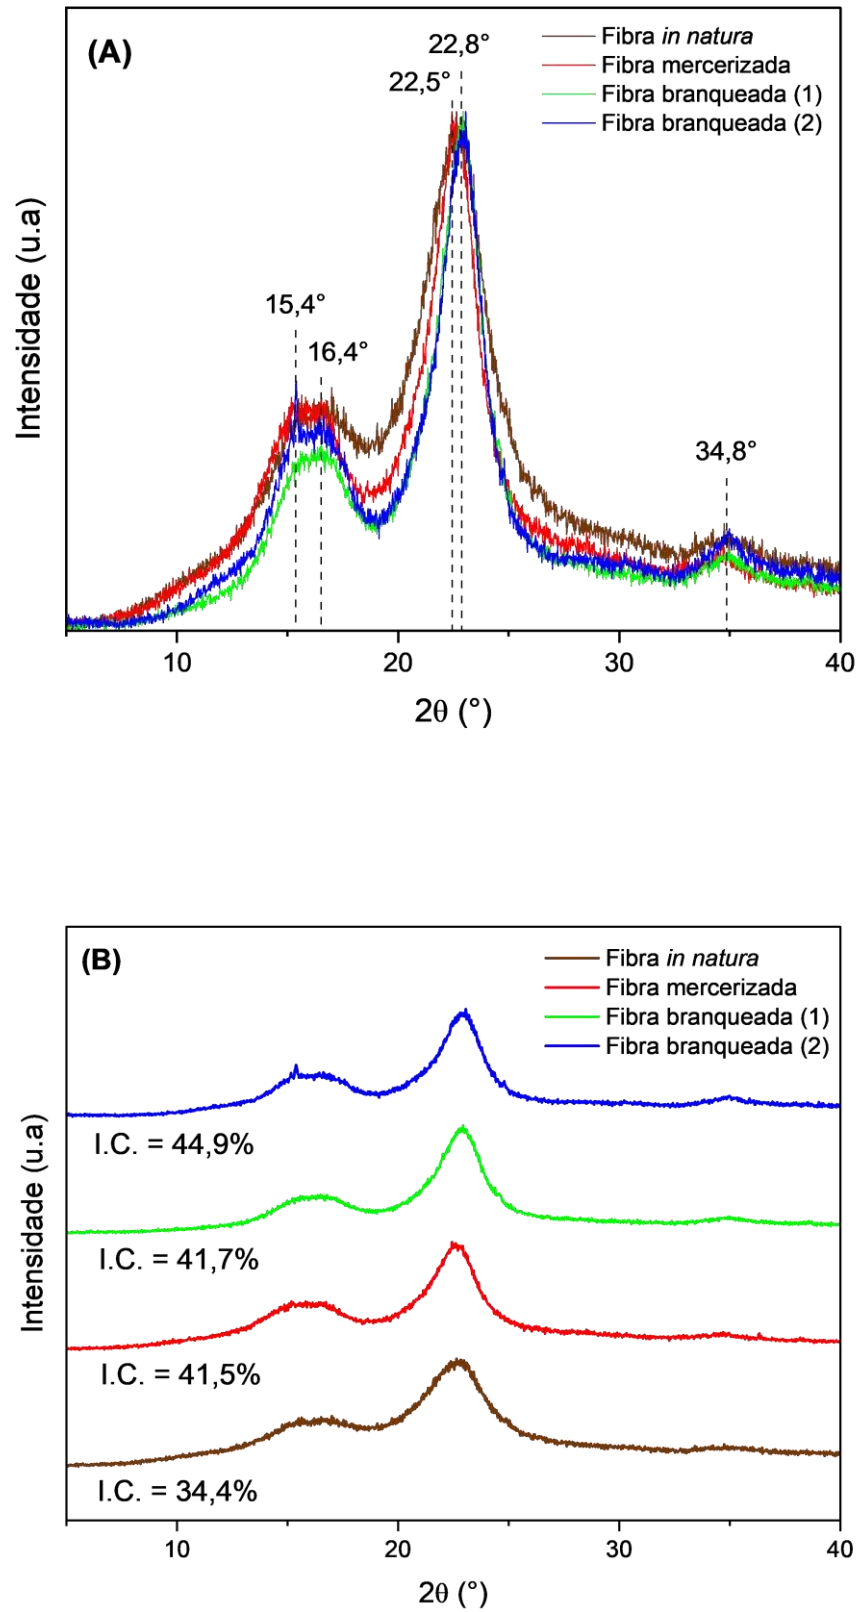 (A)
Fibra in natura
Fibra mercerizada
Fibra branqueada (1)
Fibra branqueada (2)
22,8°
22,5°
15,4°
16,4°
34,8°
Intensidade (u.a)
10
20
30
40
2θ (°)
(B)
Fibra in natura
Fibra mercerizada
Fibra branqueada (1)
Fibra branqueada (2)
I.C. = 44,9%
I.C. = 41,7%
I.C. = 41,5%
I.C. = 34,4%
Intensidade (u.a)
10
20
30
40
2θ (°)